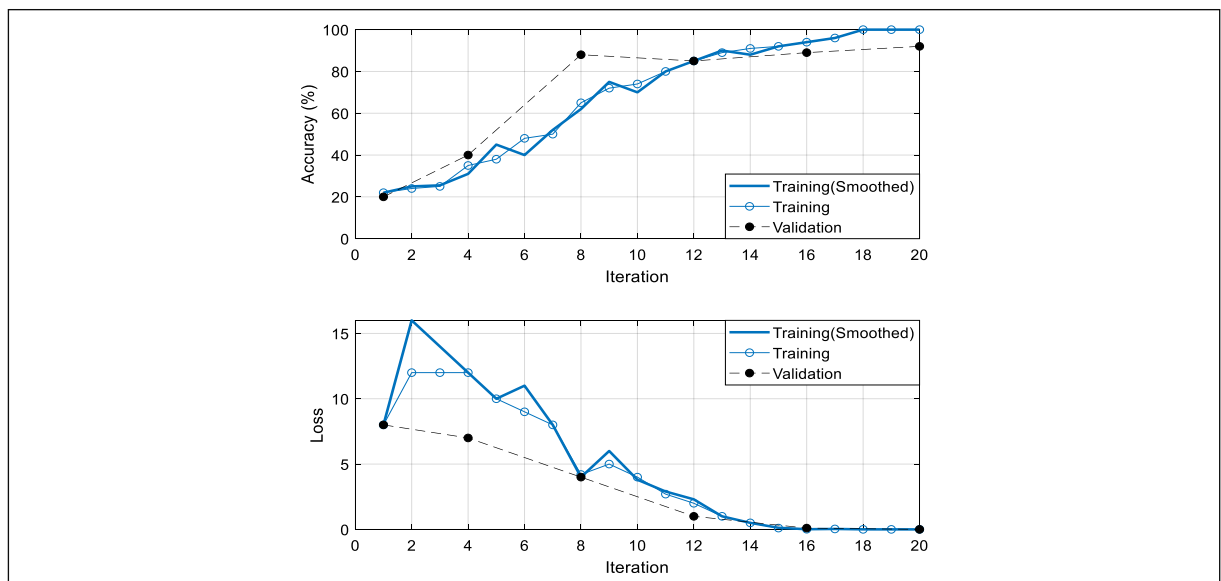 100
80
60
40
20
0
Accuracy (%)
Training(Smoothed)
Training
Validation
0 2 4 6 8 10 12 14 16 18 20
Iteration
15
10
5
0
Loss
Training(Smoothed)
Training
Validation
0 2 4 6 8 10 12 14 16 18 20
Iteration